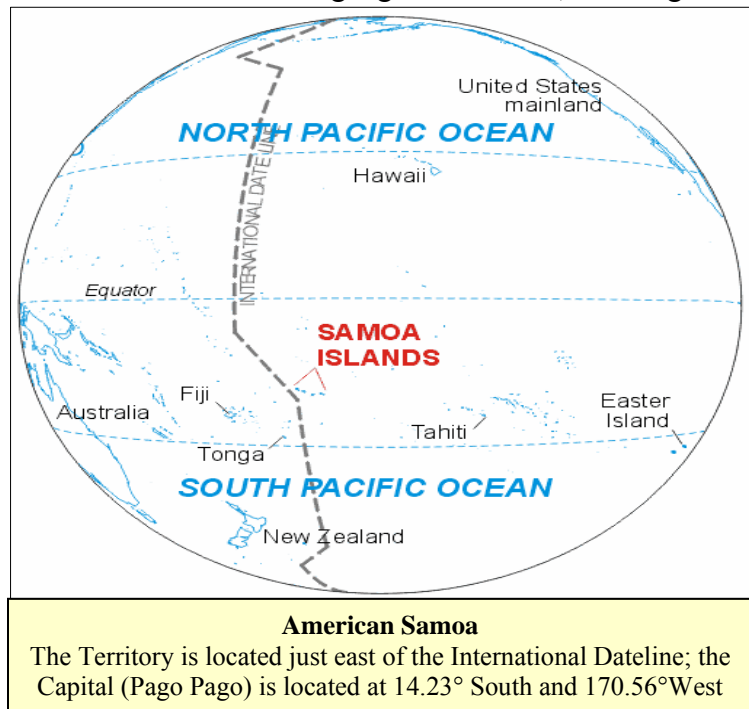 United States
mainland
NORTH PACIFIC OCEAN
INTERNATIONAL DATE LINE
Hawaii
Equator
SAMOA
ISLANDS
Fiji
Australia
Easter
Island
Tahiti
Tonga
SOUTH PACIFIC OCEAN
New Zealand
American Samoa
The Territory is located just east of the International Dateline; the
Capital (Pago Pago) is located at 14.23° South and 170.56°West